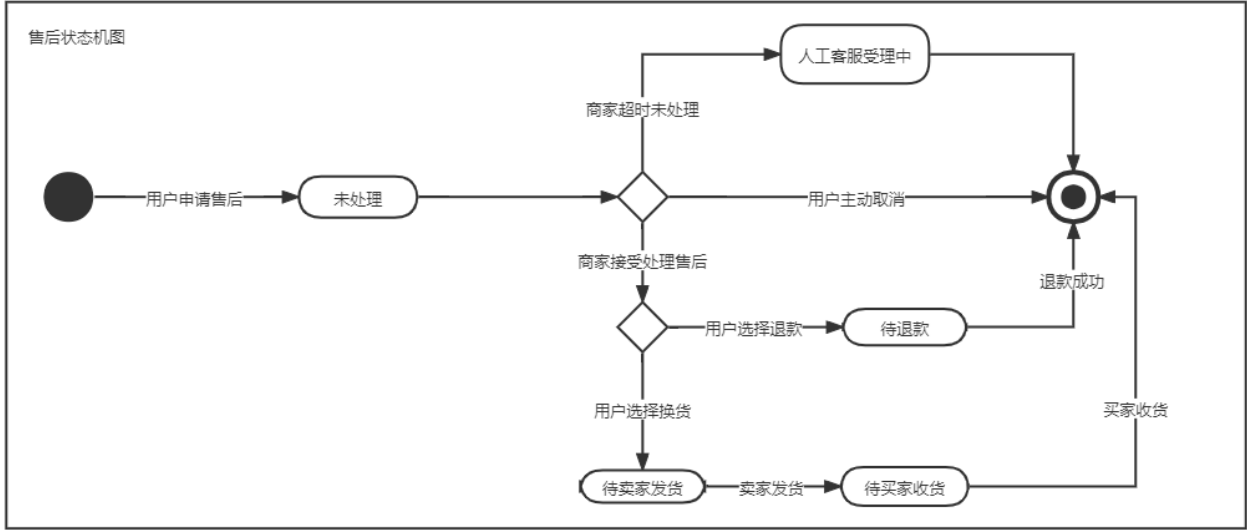 售后状态机图
人工客服受理中
商家超时未处理
用户申请售后
未处理
用户主动取消
商家接受处理售后
退款成功
用户选择退款
待退款
用户选择换货
买家收货
待卖家发货
卖家发货
待买家收货